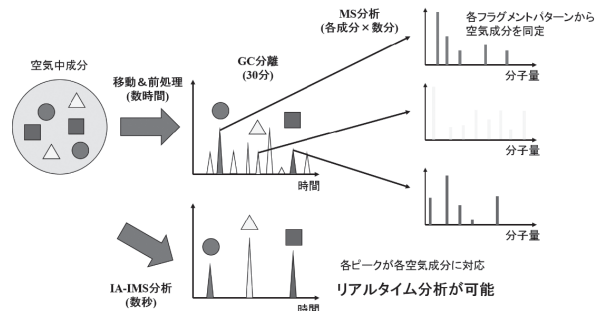 空気中成分
移動&前処理
(数時間)
GC分離
(30分)
時間
MS分析
(各成分×数分)
各フラグメントパターンから
空気成分を同定
分子量
分子量
分子量
IA-IMS分析
(数秒)
時間
各ピークが各空気成分に対応
リアルタイム分析が可能